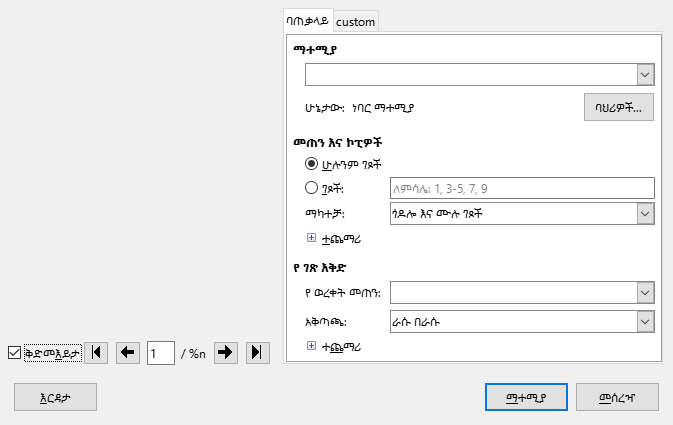 ባጠቃላይ custom
ማተሚያ
ሁኔታው: ነባር ማተሚያ
ባህሪዎች...
መጠን እና ኮፒዎች
ሁሉንም ገጾች
ገጾች: ለምሳሌ: 1, 3-5, 7, 9
ማካተቻ: ጎዶሎ እና ሙሉ ገጾች
ተጨማሪ
የ ገጽ እቅድ
የ ወረቀት መጠን:
አቅጣጫ: ራሱ በራሱ
ተጨማሪ
ቅድመእይታ 1 / %n
እርዳታ ማተሚያ መሰረዣ